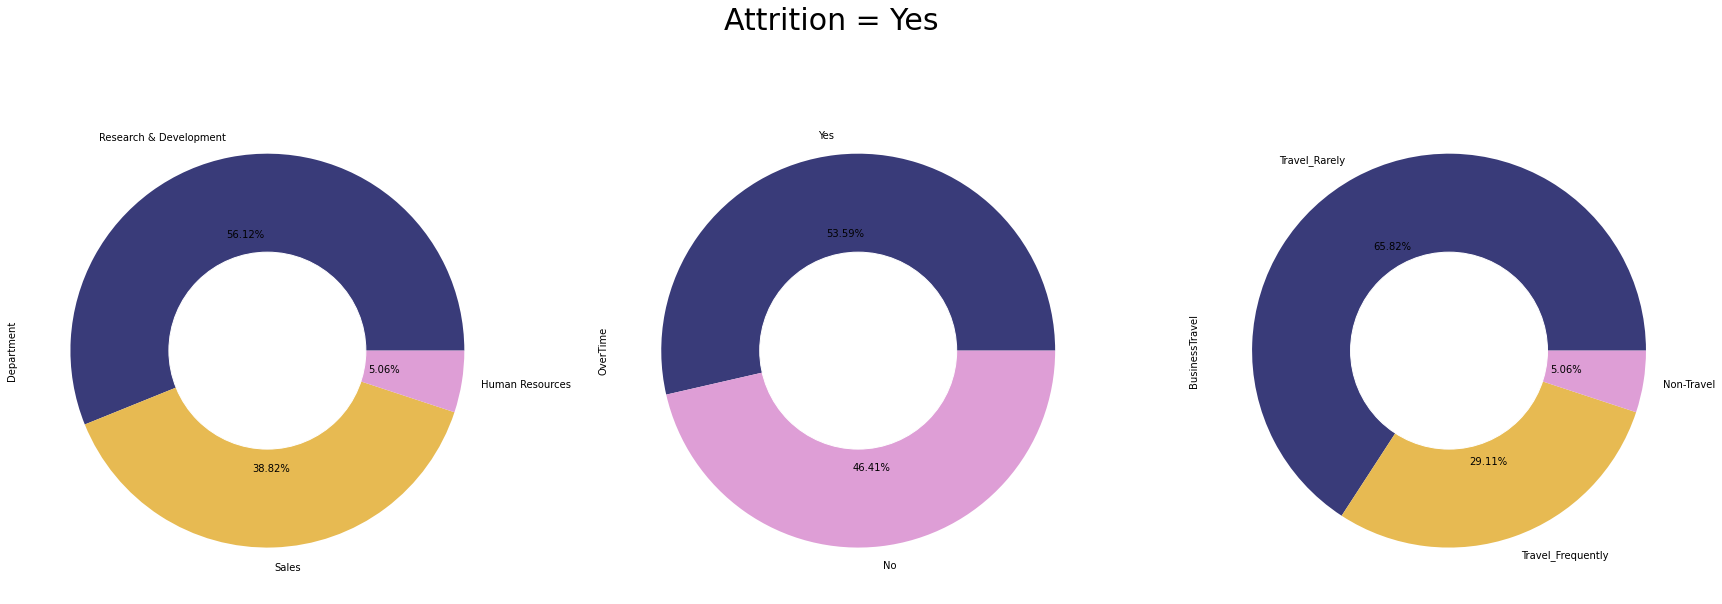 Attrition = Yes
Department
Research & Development
56.12%
5.06%
Human Resources
38.82%
Sales
OverTime
Yes
53.59%
46.41%
No
BusinessTravel
Travel_Rarely
65.82%
5.06%
Non-Travel
29.11%
Travel_Frequently